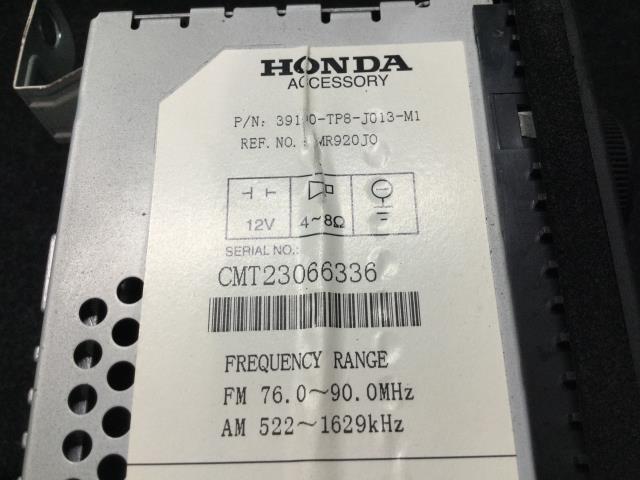 HONDA
ACCESSORY
P/N: 39100-TP8-J013-M1
REF. NO.: MR920J0
12V 4~8Ω
SERIAL NO.:
CMT23066336
FREQUENCY RANGE
FM 76.0~90.0MHz
AM 522~1629kHz